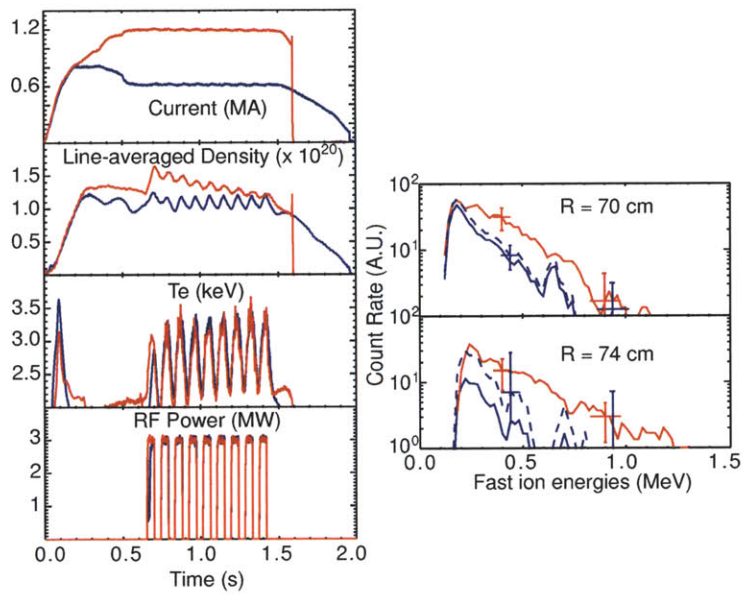 1.2
0.6
0
Current (MA)
Line-averaged Density (x 10²⁰)
1.5
1.0
0.0
Te (keV)
3.5
3.0
2.5
RF Power (MW)
3
2
1
0.0 0.5 1.0 1.5 2.0
Time (s)
10²
R = 70 cm
10¹
10²
R = 74 cm
10¹
10⁰
Count Rate (A.U.)
0.5 1.0 1.5
Fast ion energies (MeV)